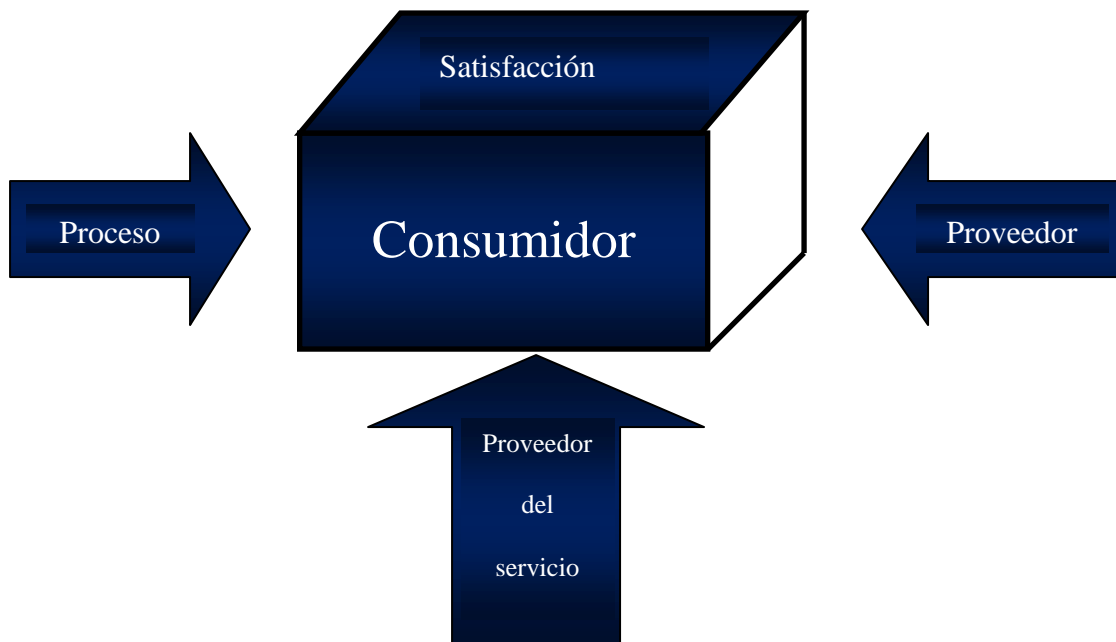 Satisfacción
Consumidor
Proceso
Proveedor
Proveedor
del
servicio